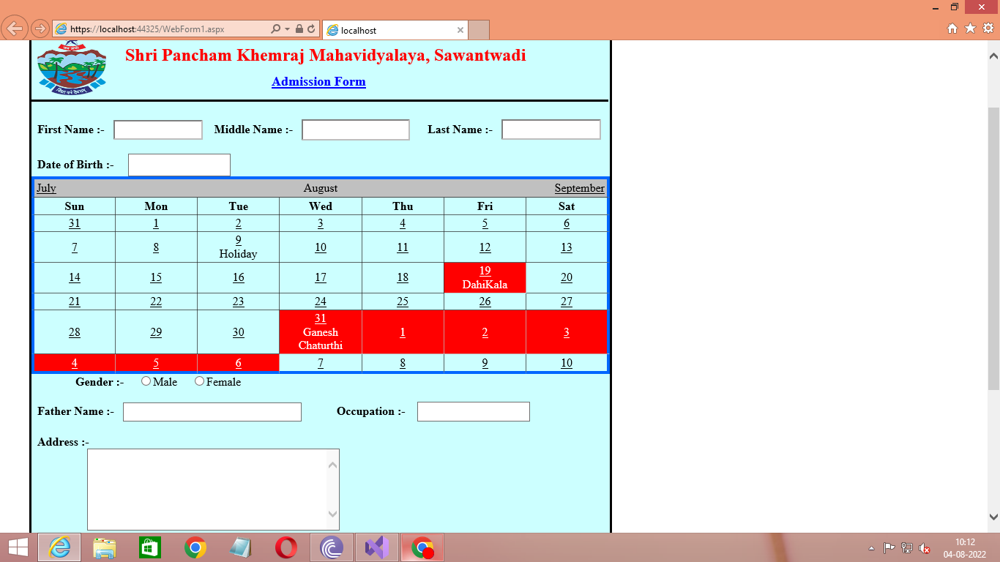 https://localhost:44325/WebForm1.aspx
localhost
Shri Pancham Khemraj Mahavidyalaya, Sawantwadi
Admission Form
First Name :- Middle Name :- Last Name :-
Date of Birth :-
July August September
Sun Mon Tue Wed Thu Fri Sat
31 1 2 3 4 5 6
7 8 9 10 11 12 13
Holiday
14 15 16 17 18 19 20
DahiKala
21 22 23 24 25 26 27
28 29 30 31 1 2 3
Ganesh
Chaturthi
4 5 6 7 8 9 10
Gender :- Male Female
Father Name :- Occupation :-
Address :-
10:12
04-08-2022